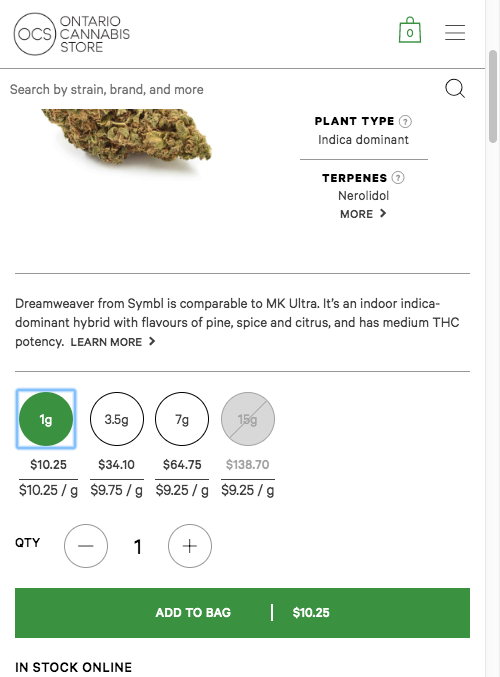 OCS
ONTARIO
CANNABIS
STORE
0
Search by strain, brand, and more
PLANT TYPE ?
Indica dominant
TERPENES ?
Nerolidol
MORE >
Dreamweaver from Symbl is comparable to MK Ultra. It’s an indoor indica-
dominant hybrid with flavours of pine, spice and citrus, and has medium THC
potency. LEARN MORE >
1g 3.5g 7g 15g
$10.25 $34.10 $64.75 $138.70
$10.25 / g $9.75 / g $9.25 / g $9.25 / g
QTY — 1 +
ADD TO BAG | $10.25
IN STOCK ONLINE